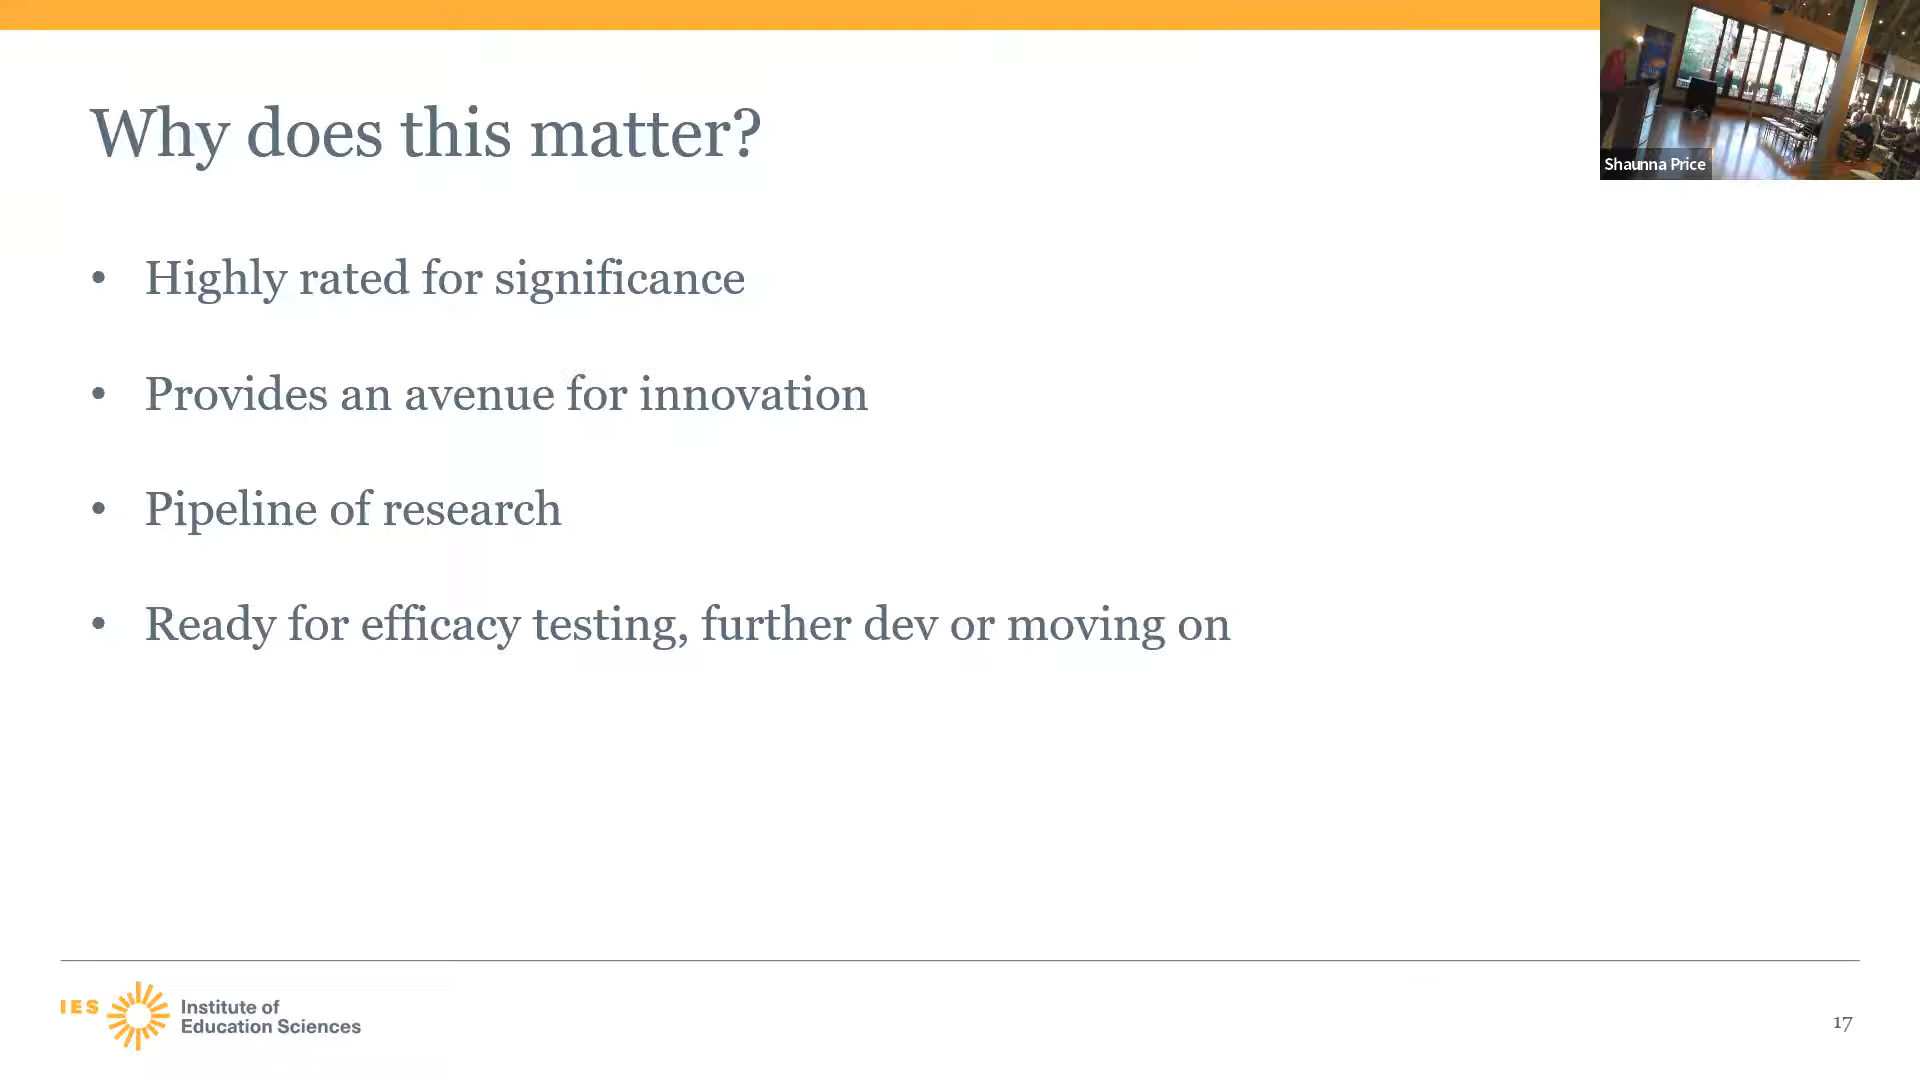 Why does this matter?
Shaunna Price
• Highly rated for significance
• Provides an avenue for innovation
• Pipeline of research
• Ready for efficacy testing, further dev or moving on
IES
Institute of
Education Sciences
17